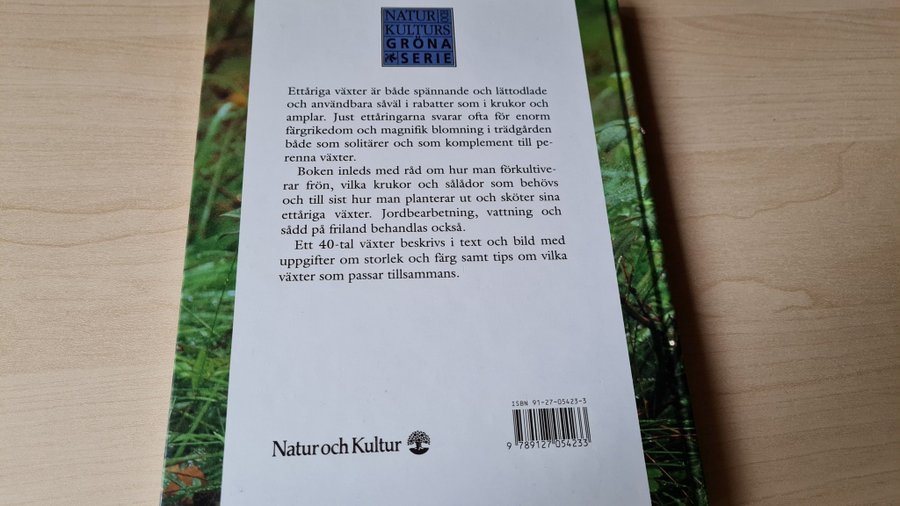 NATUR OCH
KULTURS
GRÖNA
SERIE
Ettåriga växter är både spännande och lättodlade
och användbara såväl i rabatter som i krukor och
amplar. Just ettåringarna svarar ofta för enorm
färgrikedom och magnifik blomning i trädgården
både som solitärer och som komplement till pe-
renna växter.
Boken inleds med råd om hur man förkultive-
rar frön, vilka krukor och sålådor som behövs
och till sist hur man planterar ut och sköter sina
ettåriga växter. Jordbearbetning, vattning och
sådd på friland behandlas också.
Ett 40-tal växter beskrivs i text och bild med
uppgifter om storlek och färg samt tips om vilka
växter som passar tillsammans.
ISBN 91-27-05423-3
9 789127 054233
Natur och Kultur